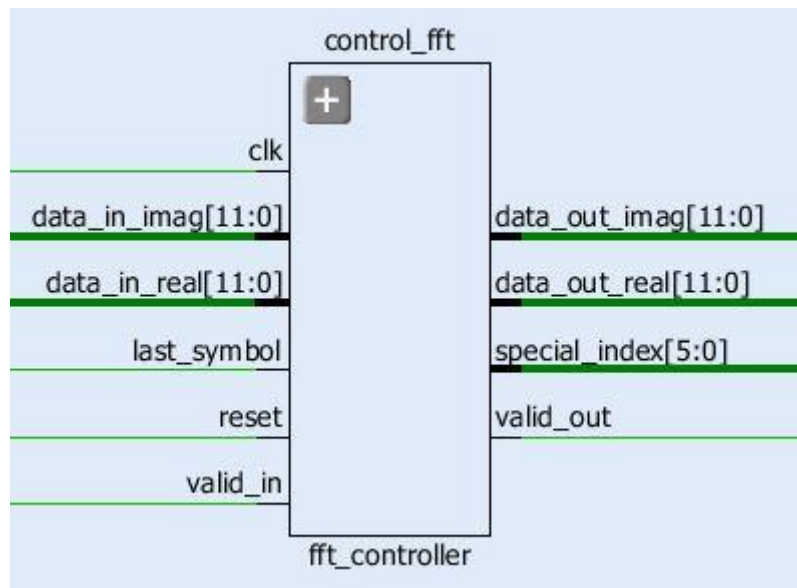 control_fft
+
clk
data_in_imag[11:0]
data_out_imag[11:0]
data_in_real[11:0]
data_out_real[11:0]
last_symbol
special_index[5:0]
reset
valid_out
valid_in
fft_controller